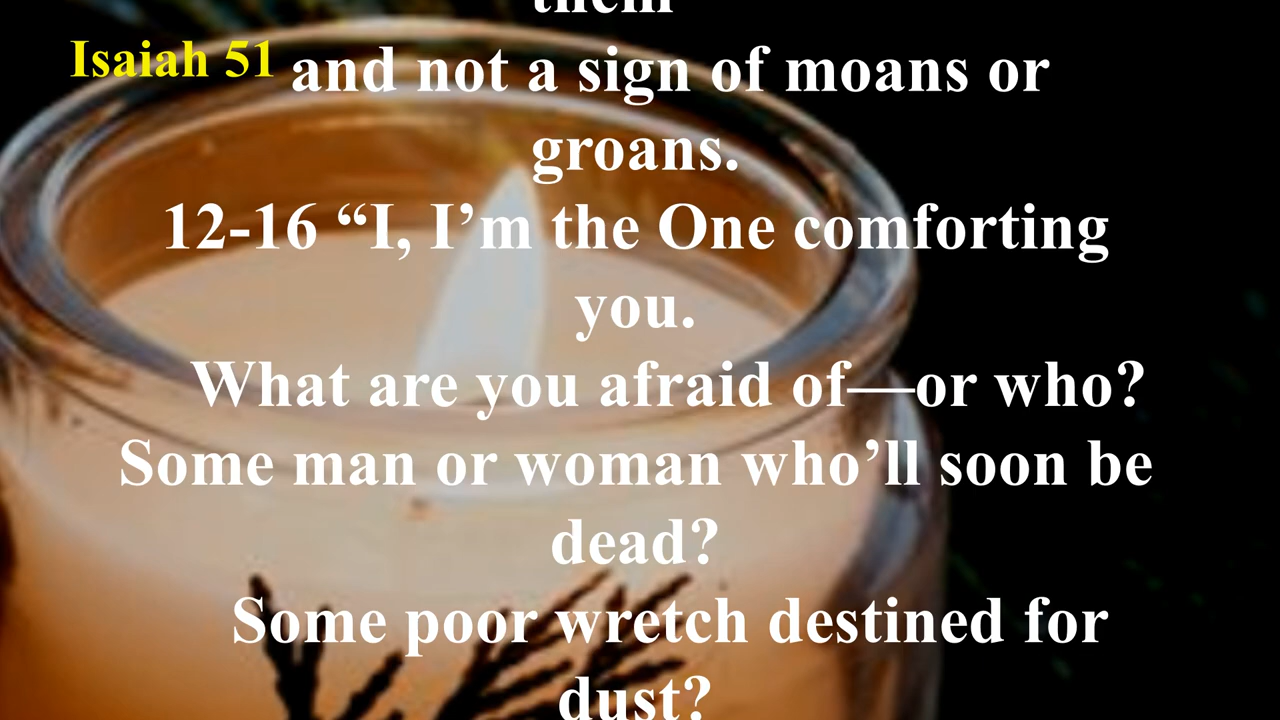 them
Isaiah 51
and not a sign of moans or
groans.
12-16 “I, I’m the One comforting
you.
What are you afraid of—or who?
Some man or woman who’ll soon be
dead?
Some poor wretch destined for
dust?